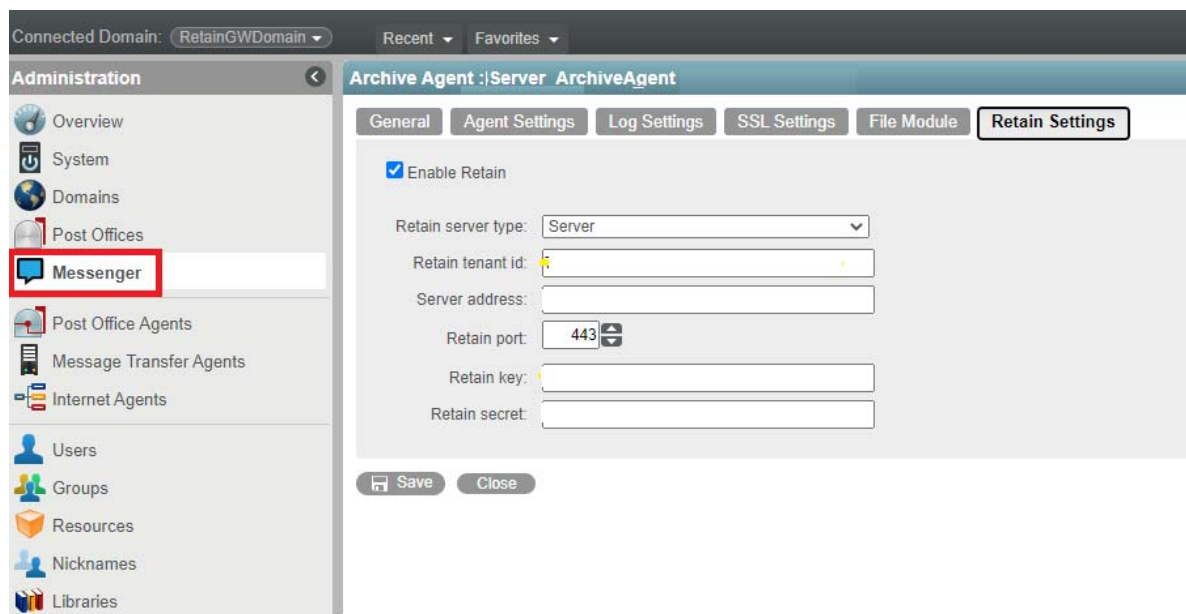 Connected Domain: RetainGWDomain Recent Favorites
Administration
Overview
System
Domains
Post Offices
Messenger
Post Office Agents
Message Transfer Agents
Internet Agents
Users
Groups
Resources
Nicknames
Libraries
Archive Agent : Server ArchiveAgent
General Agent Settings Log Settings SSL Settings File Module Retain Settings
Enable Retain
Retain server type: Server
Retain tenant id:
Server address:
Retain port: 443
Retain key:
Retain secret:
Save Close